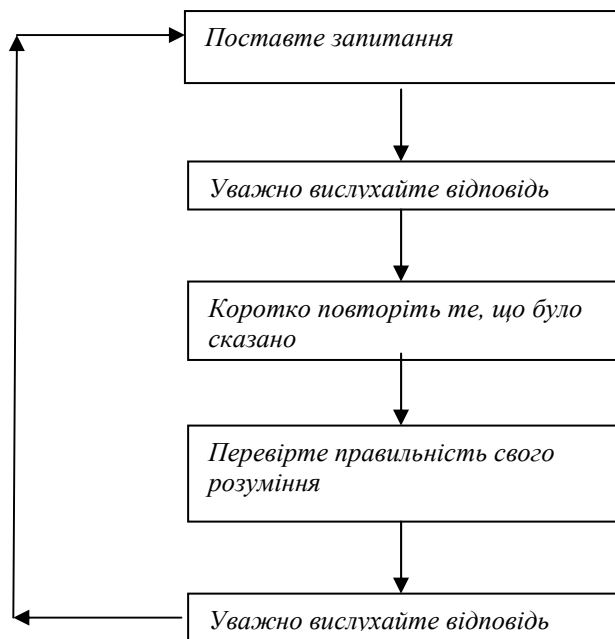 Поставте запитання
Уважно вислухайте відповідь
Коротко повторіть те, що було
сказано
Перевірте правильність свого
розуміння
Уважно вислухайте відповідь